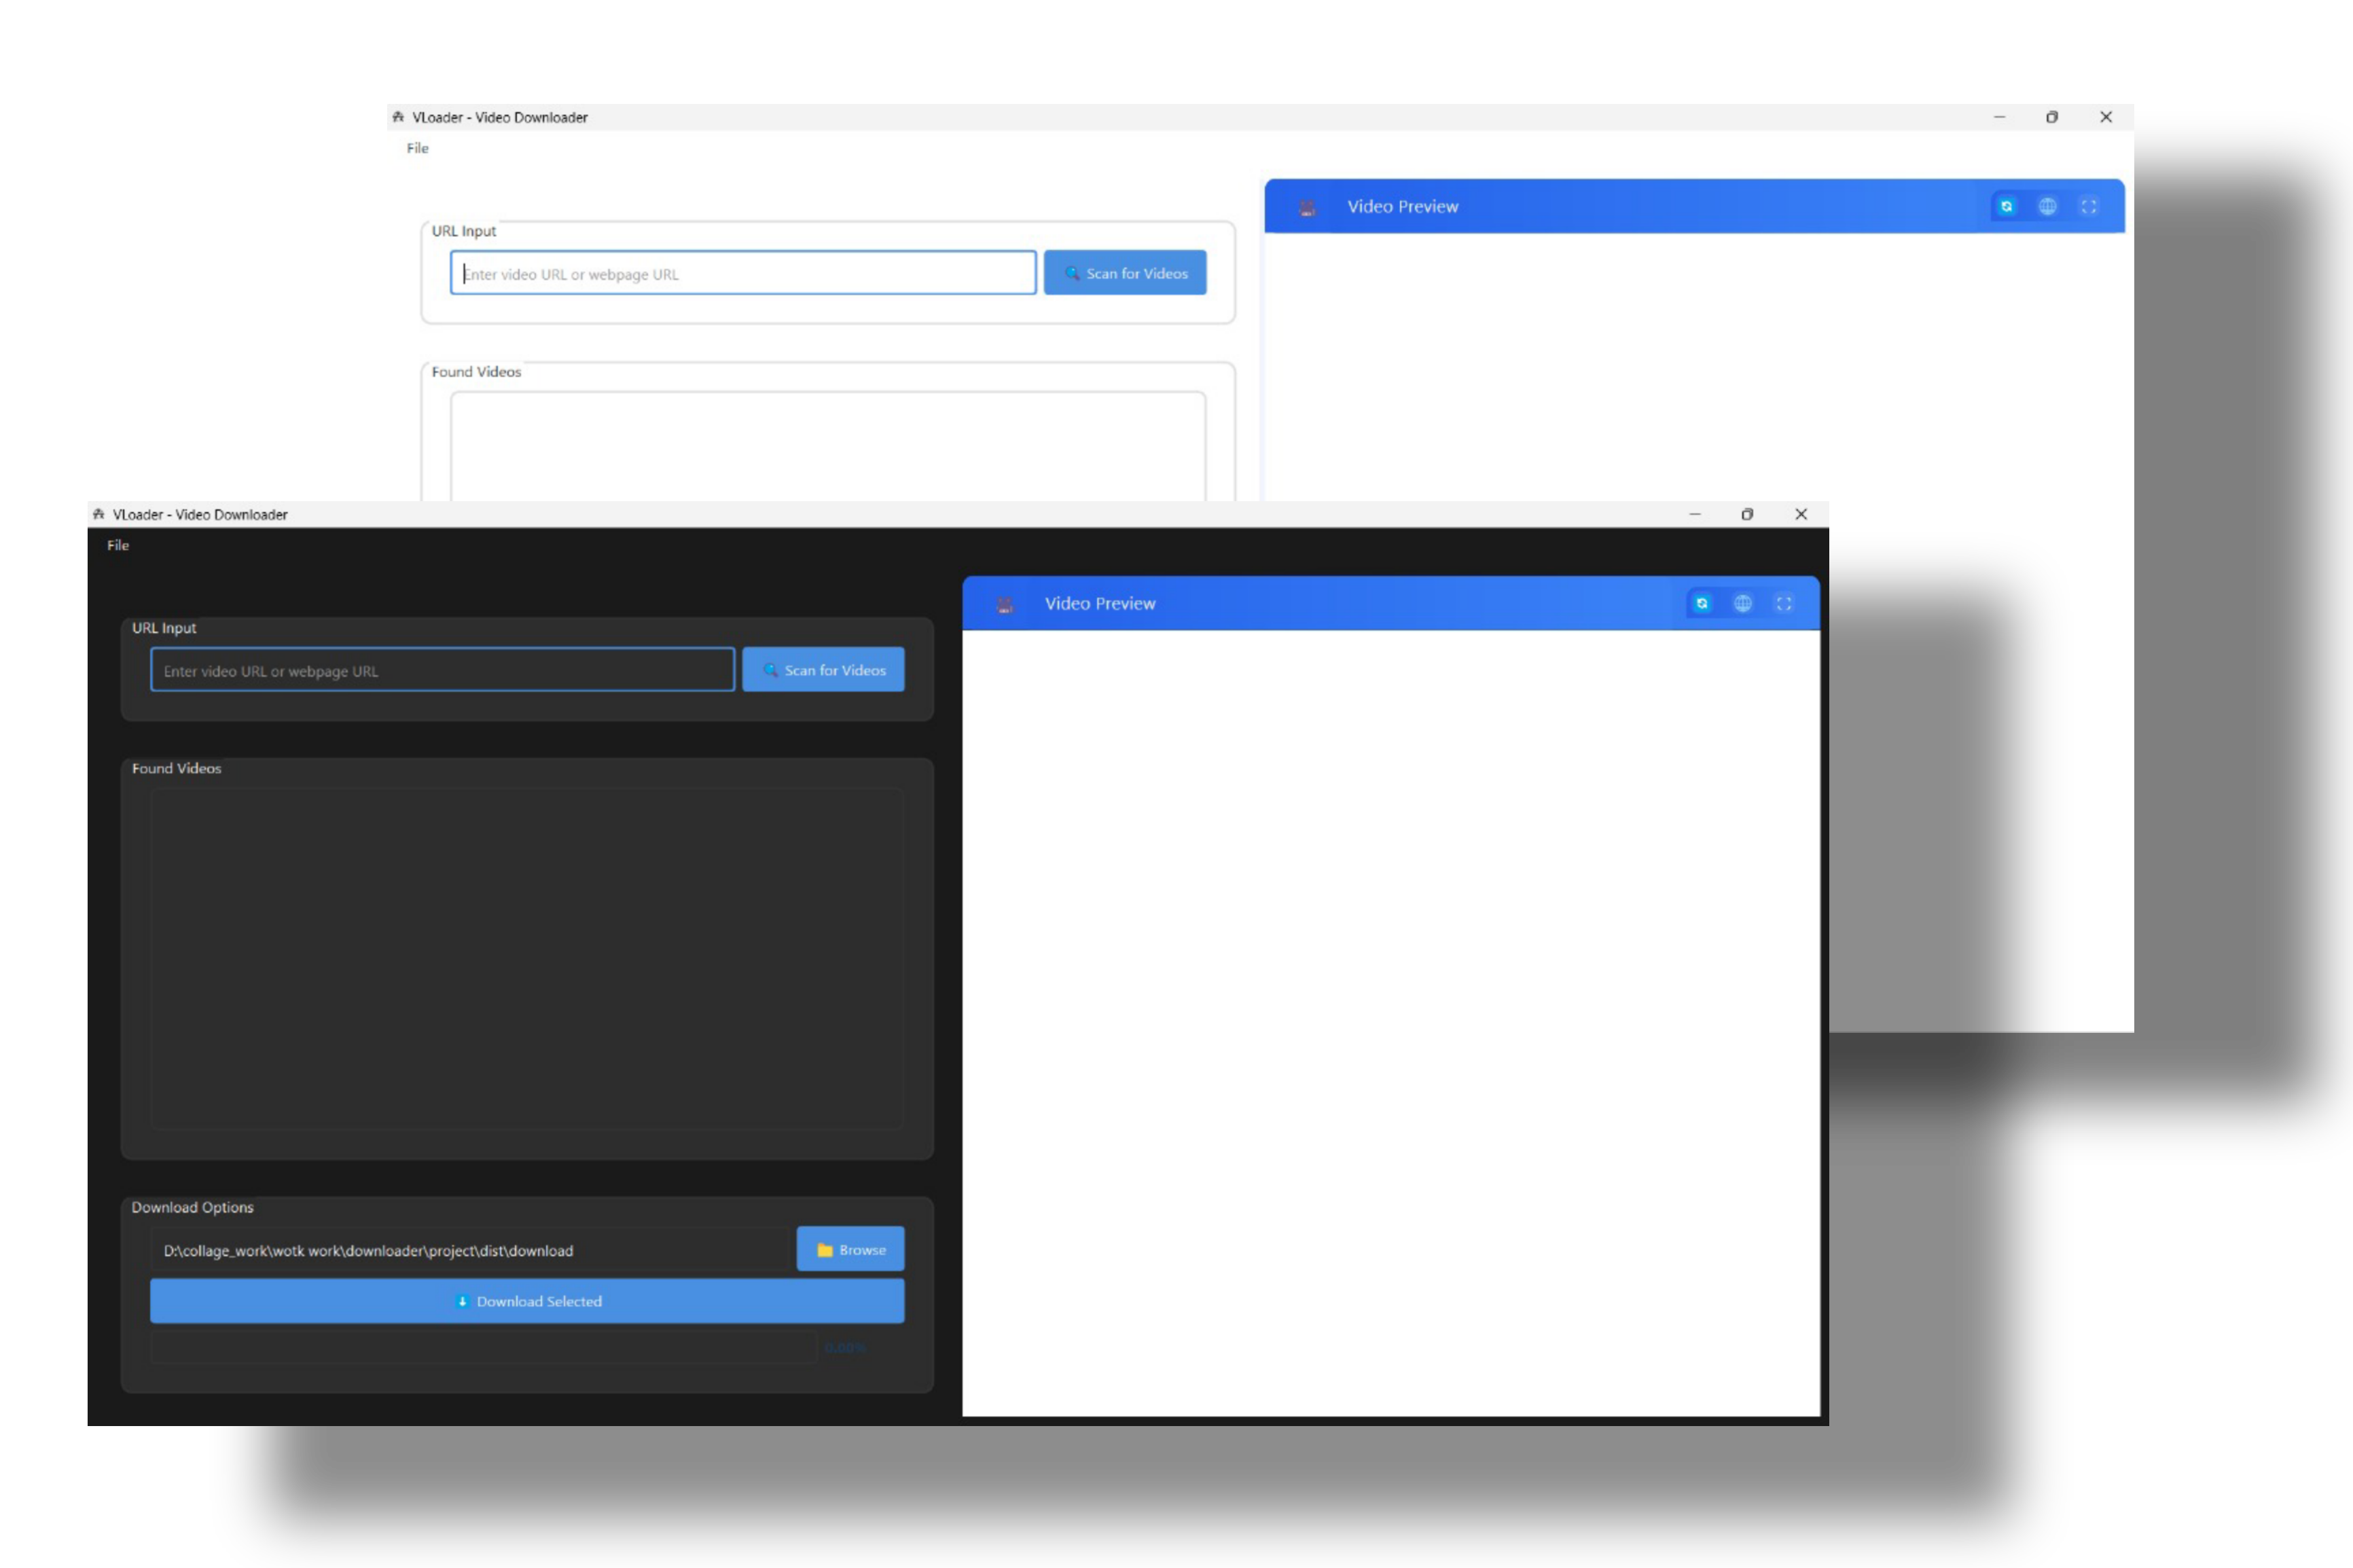 VLoader - Video Downloader
File
Video Preview
URL Input
Enter video URL or webpage URL
Scan for Videos
Found Videos
VLoader - Video Downloader
File
Video Preview
URL Input
Enter video URL or webpage URL
Scan for Videos
Found Videos
Download Options
D:\collage_work\wotk work\downloader\project\dist\download
Browse
Download Selected
0.00%